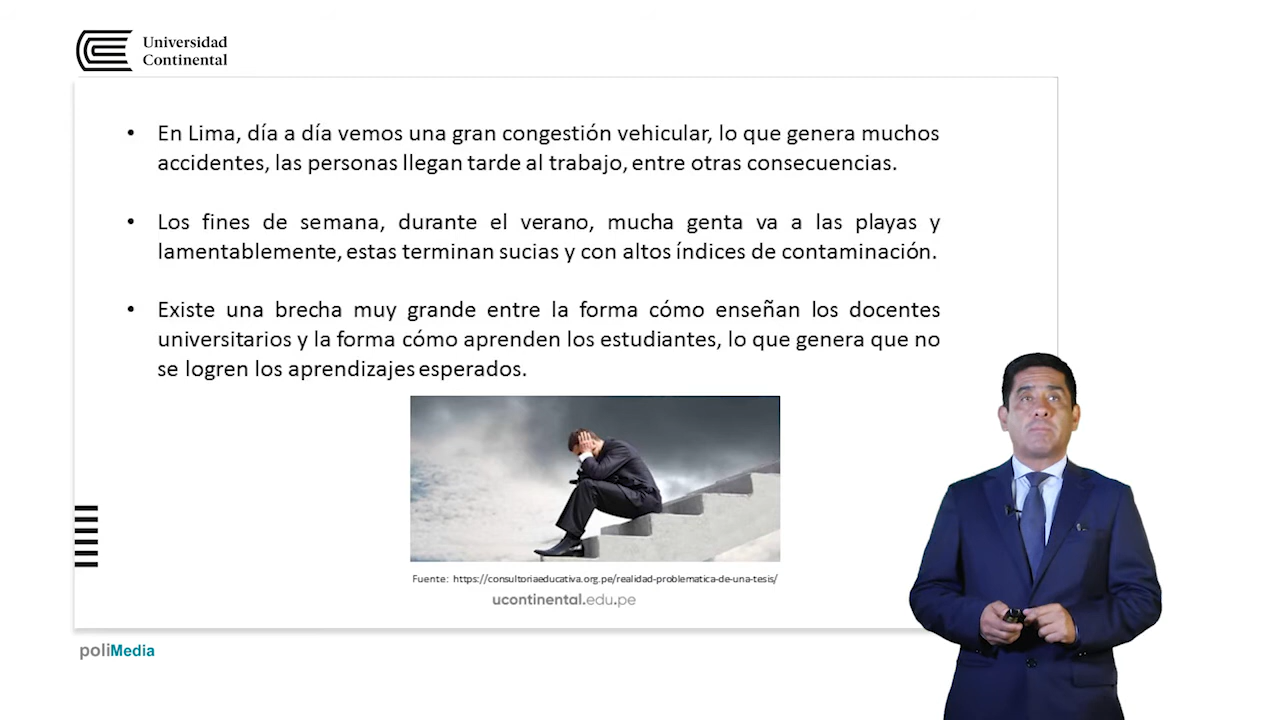 Universidad
Continental
• En Lima, día a día vemos una gran congestión vehicular, lo que genera muchos
accidentes, las personas llegan tarde al trabajo, entre otras consecuencias.
• Los fines de semana, durante el verano, mucha genta va a las playas y
lamentablemente, estas terminan sucias y con altos índices de contaminación.
• Existe una brecha muy grande entre la forma cómo enseñan los docentes
universitarios y la forma cómo aprenden los estudiantes, lo que genera que no
se logren los aprendizajes esperados.
Fuente: https://consultoriaeducativa.org.pe/realidad-problematica-de-una-tesis/
ucontinental.edu.pe
poliMedia